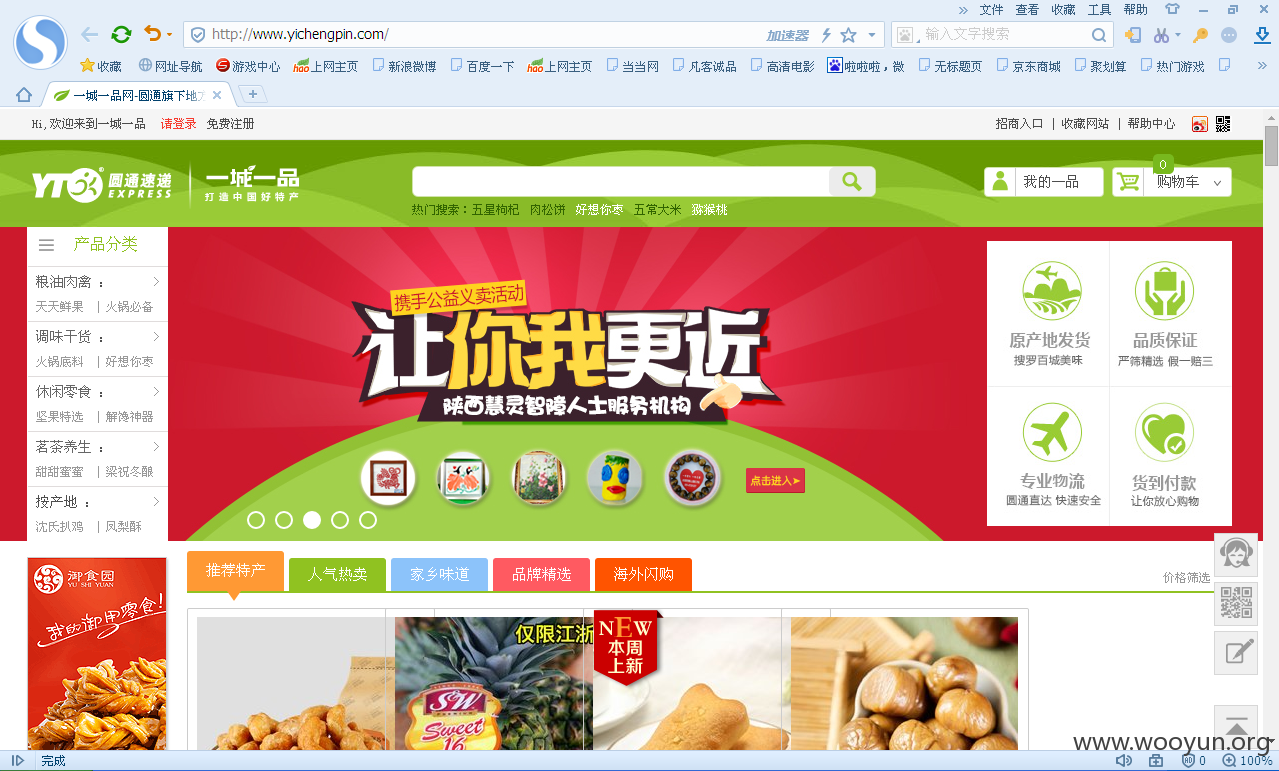 » 文件 查看 收藏 工具 帮助
http://www.yichengpin.com/ 加速器 输入文字搜索
收藏 网址导航 游戏中心 hao 上网主页 新浪微博 百度一下 hao 上网主页 当当网 凡客诚品 高清电影 啦啦啦，微 无标题页 京东商城 聚划算 热门游戏 »
一城一品网-圆通旗下地方
Hi,欢迎来到一城一品 请登录 免费注册 招商入口 | 收藏网站 | 帮助中心
YTO 圆通速递 EXPRESS
一城一品
打造中国好特产
我的一品 购物车 0
热门搜索：五星枸杞 肉松饼 好想你枣 五常大米 猕猴桃
产品分类
粮油肉禽 ：
天天鲜果 | 火锅必备
调味干货 ：
火锅底料 | 好想你枣
休闲零食 ：
坚果特选 | 解馋神器
茗茶养生 ：
甜甜蜜蜜 | 梁祝冬酿
按产地 ：
沈氏扒鸡 | 凤梨酥
携手公益义卖活动
让你我更近
陕西慧灵智障人士服务机构
点击进入
原产地发货
搜罗百城美味
品质保证
严筛精选 假一赔三
专业物流
圆通直达 快速安全
货到付款
让你放心购物
御食园
YU SHI YUAN
我的御用零食!
推荐特产 人气热卖 家乡味道 品牌精选 海外闪购 价格筛选
仅限江浙
NEW
本周
上新
SW
PREMIUM
Sweet
16
www.wooyun.org
完成 0 100%